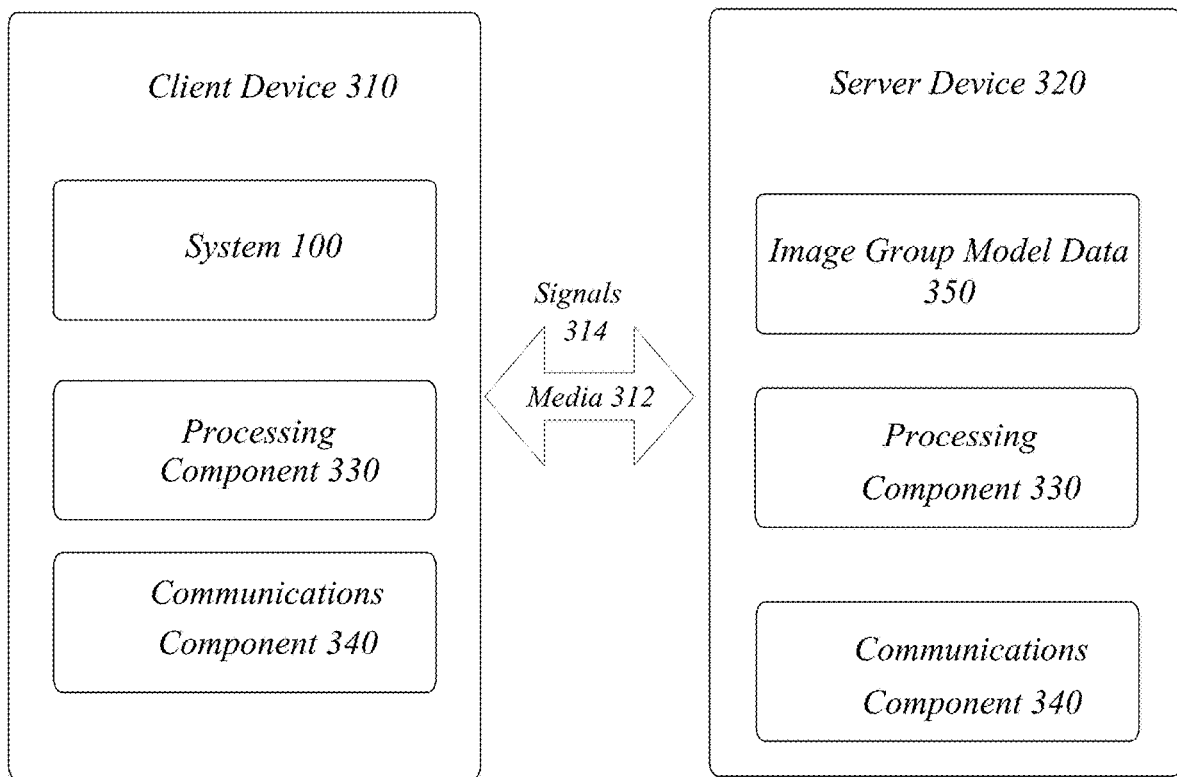 Client Device 310
System 100
Processing
Component 330
Communications
Component 340
Signals
314
Media 312
Server Device 320
Image Group Model Data
350
Processing
Component 330
Communications
Component 340